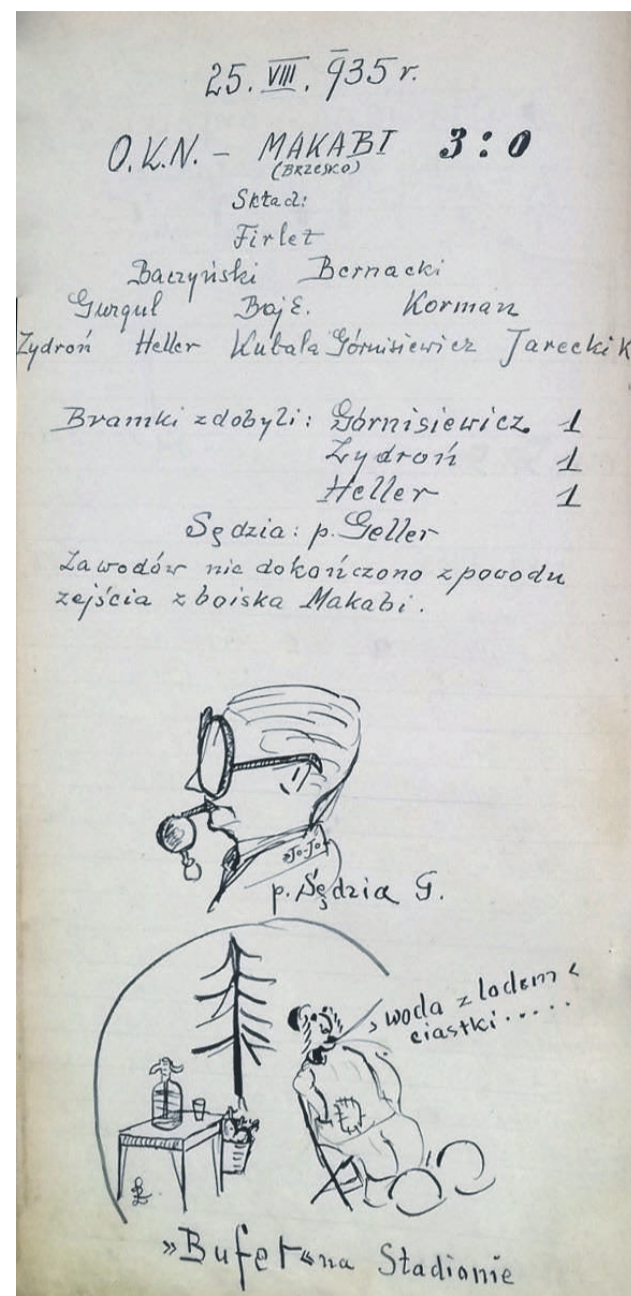 25. VIII. 935 r.
O.K.N. – MAKABI 3:0
(BRZESKO)
Skład:
Firlet
Baczyński Bernacki
Gurgul Boj E. Korman
Zydroń Heller Kubala Górnisiewicz Jarecki K
Bramki zdobyli: Górnisiewicz 1
Zydroń 1
Heller 1
Sędzia: p. Geller
Zawodów nie dokończono z powodu
zejścia z boiska Makabi.
»Jo-Jo«
p. Sędzia G.
woda z lodem
ciastki.....
»Bufet« na Stadionie